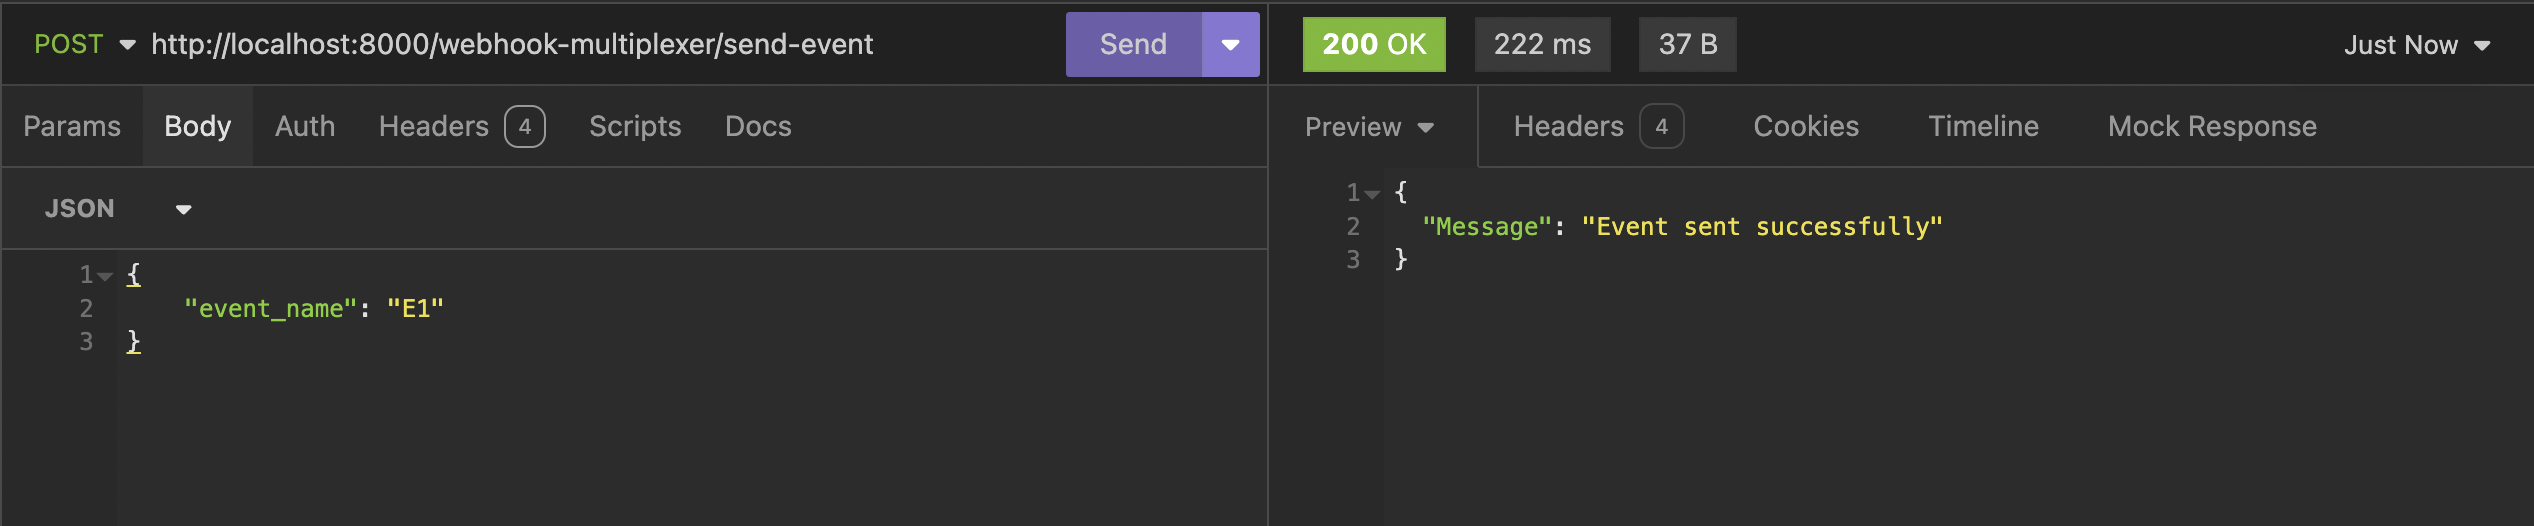 POST http://localhost:8000/webhook-multiplexer/send-event Send 200 OK 222 ms 37 B Just Now
Params Body Auth Headers 4 Scripts Docs Preview Headers 4 Cookies Timeline Mock Response
JSON
1 {
2 "event_name": "E1"
3 }
1 {
2 "Message": "Event sent successfully"
3 }